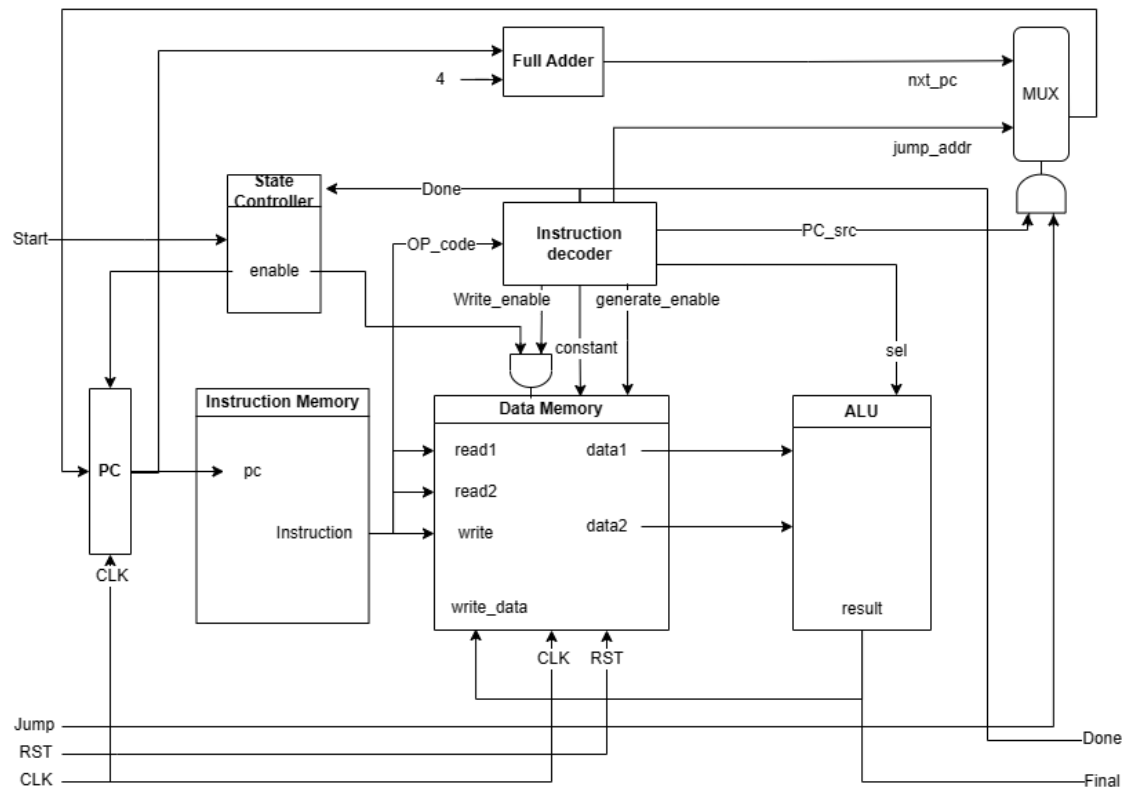 Full Adder
4
nxt_pc
MUX
jump_addr
State
Controller
Done
Start
OP_code
Instruction
decoder
PC_src
enable
Write_enable
generate_enable
constant
sel
Instruction Memory
Data Memory
ALU
PC
pc
read1
data1
read2
data2
Instruction
write
CLK
write_data
result
CLK
RST
Jump
Done
RST
CLK
Final